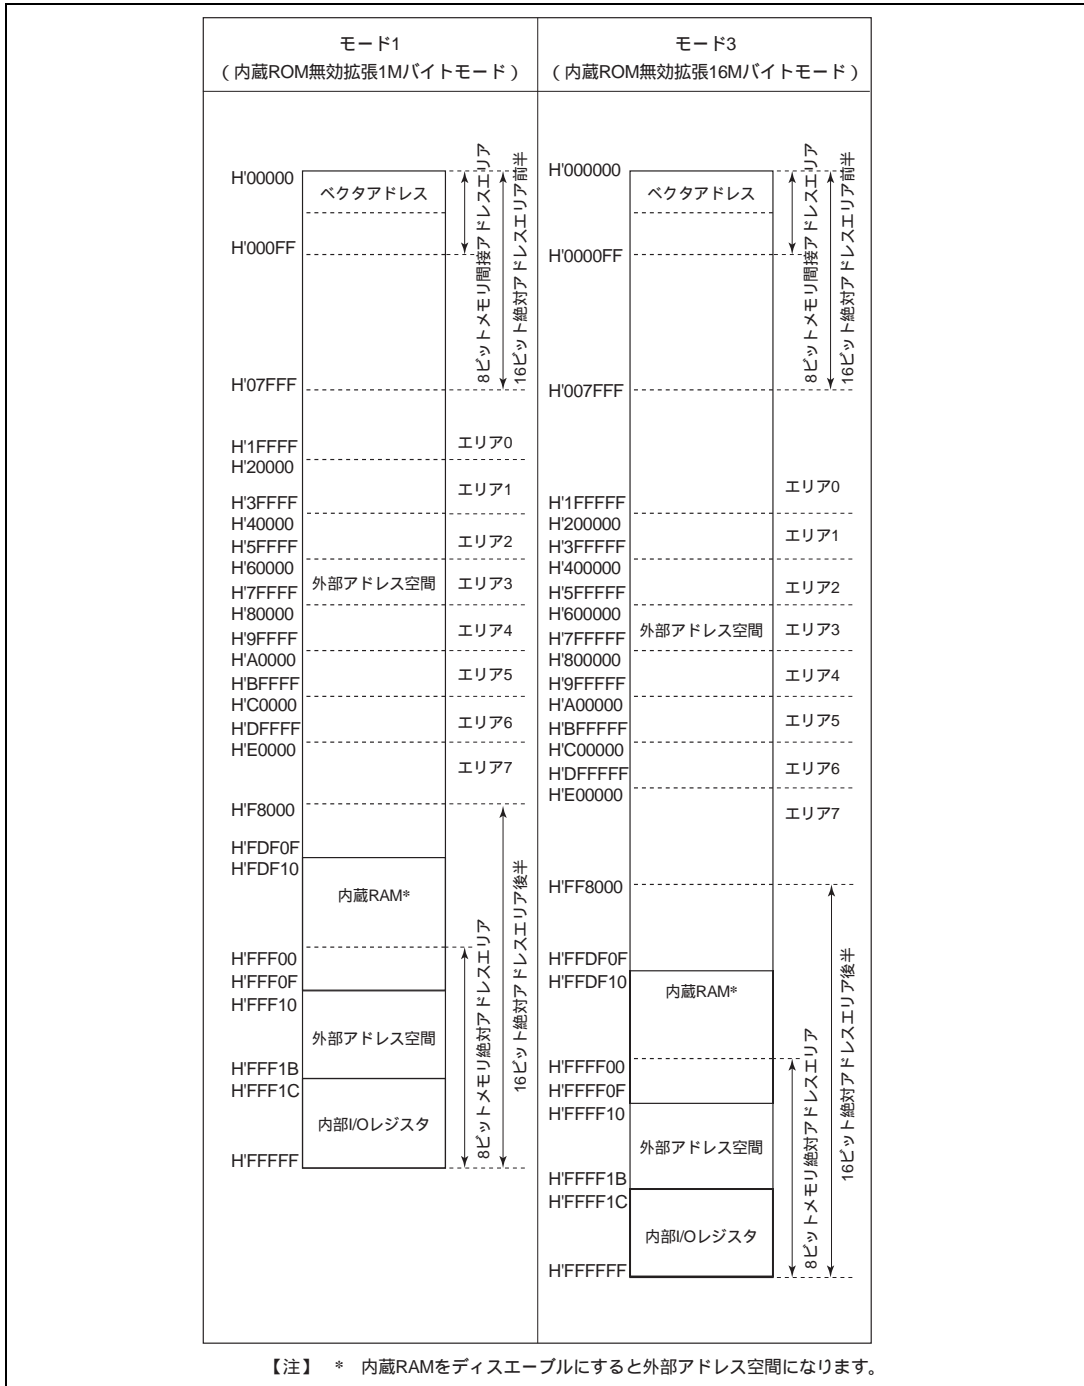 モード1
(内蔵ROM無効拡張1Mバイトモード)
H'00000
ベクタアドレス
H'000FF
H'07FFF
8ビットメモリ間接アドレスエリア
16ビット絶対アドレスエリア前半
H'1FFFF
エリア0
H'20000
エリア1
H'3FFFF
H'40000
エリア2
H'5FFFF
H'60000
外部アドレス空間
エリア3
H'7FFFF
H'80000
エリア4
H'9FFFF
H'A0000
エリア5
H'BFFFF
H'C0000
エリア6
H'DFFFF
H'E0000
エリア7
H'F8000
H'FDF0F
H'FDF10
内蔵RAM*
H'FFF00
H'FFF0F
H'FFF10
外部アドレス空間
H'FFF1B
H'FFF1C
内部I/Oレジスタ
H'FFFFF
8ビットメモリ絶対アドレスエリア
16ビット絶対アドレスエリア後半
モード3
(内蔵ROM無効拡張16Mバイトモード)
H'000000
ベクタアドレス
H'0000FF
H'007FFF
8ビットメモリ間接アドレスエリア
16ビット絶対アドレスエリア前半
エリア0
H'1FFFFF
H'200000
エリア1
H'3FFFFF
H'400000
エリア2
H'5FFFFF
H'600000
外部アドレス空間
エリア3
H'7FFFFF
H'800000
エリア4
H'9FFFFF
H'A00000
エリア5
H'BFFFFF
H'C00000
エリア6
H'DFFFFF
H'E00000
エリア7
H'FF8000
H'FFDF0F
H'FFDF10
内蔵RAM*
H'FFFF00
H'FFFF0F
H'FFFF10
外部アドレス空間
H'FFFF1B
H'FFFF1C
内部I/Oレジスタ
H'FFFFFF
8ビットメモリ絶対アドレスエリア
16ビット絶対アドレスエリア後半
【注】 * 内蔵RAMをディスエーブルにすると外部アドレス空間になります。